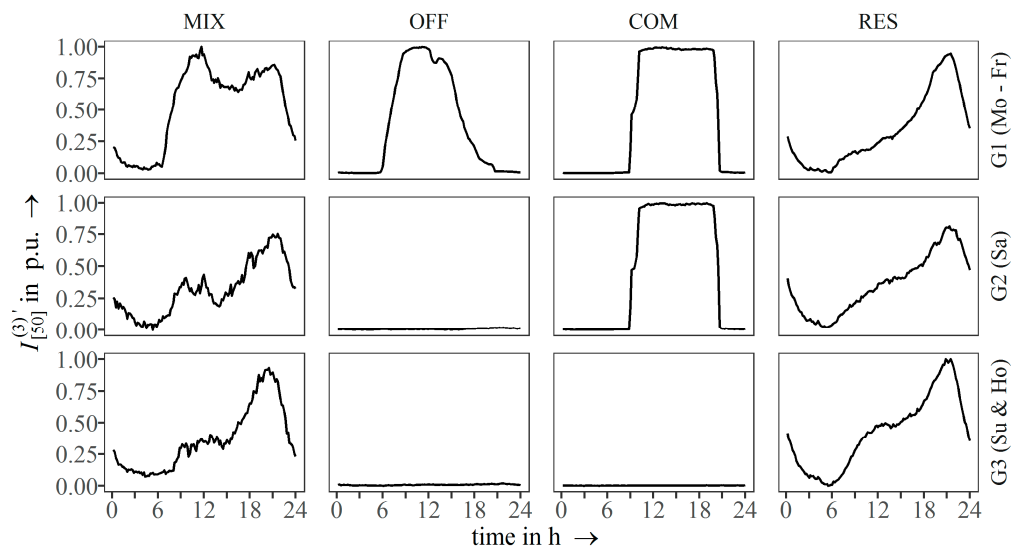 MIX OFF COM RES
1.00
0.75
0.50
0.25
0.00
G1 (Mo - Fr)
1.00
0.75
0.50
0.25
0.00
G2 (Sa)
1.00
0.75
0.50
0.25
0.00
G3 (Su & Ho)
I[50](3)' in p.u. →
0 6 12 18 24 0 6 12 18 24 0 6 12 18 24 0 6 12 18 24
time in h →